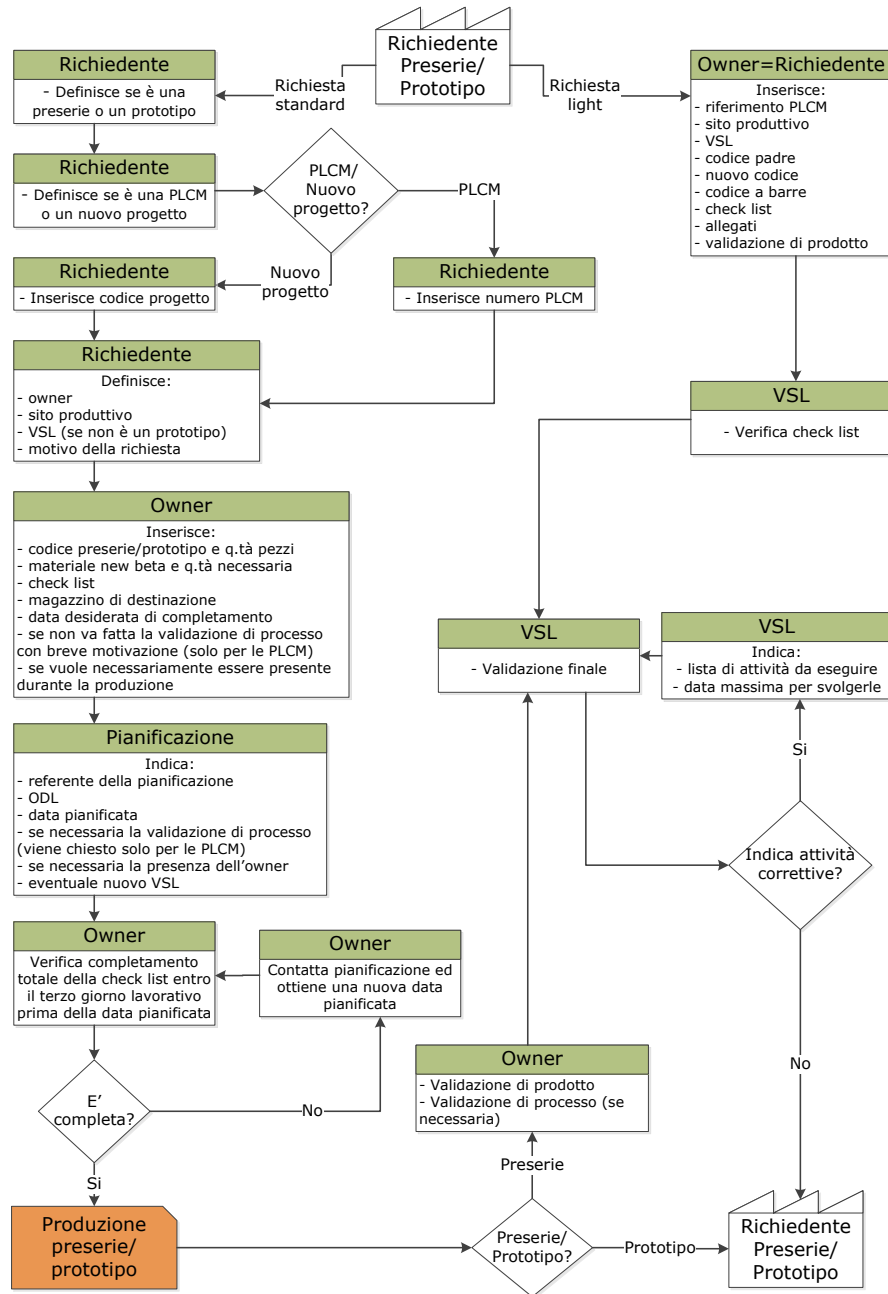 Richiedente
Preserie/
Prototipo
Richiesta
standard
Richiesta
light
Richiedente
- Definisce se è una
preserie o un prototipo
Owner=Richiedente
Inserisce:
- riferimento PLCM
- sito produttivo
- VSL
- codice padre
- nuovo codice
- codice a barre
- check list
- allegati
- validazione di prodotto
Richiedente
- Definisce se è una PLCM
o un nuovo progetto
PLCM/
Nuovo
progetto?
PLCM
Nuovo
progetto
Richiedente
- Inserisce codice progetto
Richiedente
- Inserisce numero PLCM
Richiedente
Definisce:
- owner
- sito produttivo
- VSL (se non è un prototipo)
- motivo della richiesta
VSL
- Verifica check list
Owner
Inserisce:
- codice preserie/prototipo e q.tà pezzi
- materiale new beta e q.tà necessaria
- check list
- magazzino di destinazione
- data desiderata di completamento
- se non va fatta la validazione di processo
con breve motivazione (solo per le PLCM)
- se vuole necessariamente essere presente
durante la produzione
VSL
- Validazione finale
VSL
Indica:
- lista di attività da eseguire
- data massima per svolgerle
Si
Pianificazione
Indica:
- referente della pianificazione
- ODL
- data pianificata
- se necessaria la validazione di processo
(viene chiesto solo per le PLCM)
- se necessaria la presenza dell'owner
- eventuale nuovo VSL
Indica attività
correttive?
Owner
Verifica completamento
totale della check list entro
il terzo giorno lavorativo
prima della data pianificata
Owner
Contatta pianificazione ed
ottiene una nuova data
pianificata
Owner
- Validazione di prodotto
- Validazione di processo (se
necessaria)
No
E'
completa?
No
Si
Preserie
Produzione
preserie/
prototipo
Preserie/
Prototipo?
Prototipo
Richiedente
Preserie/
Prototipo